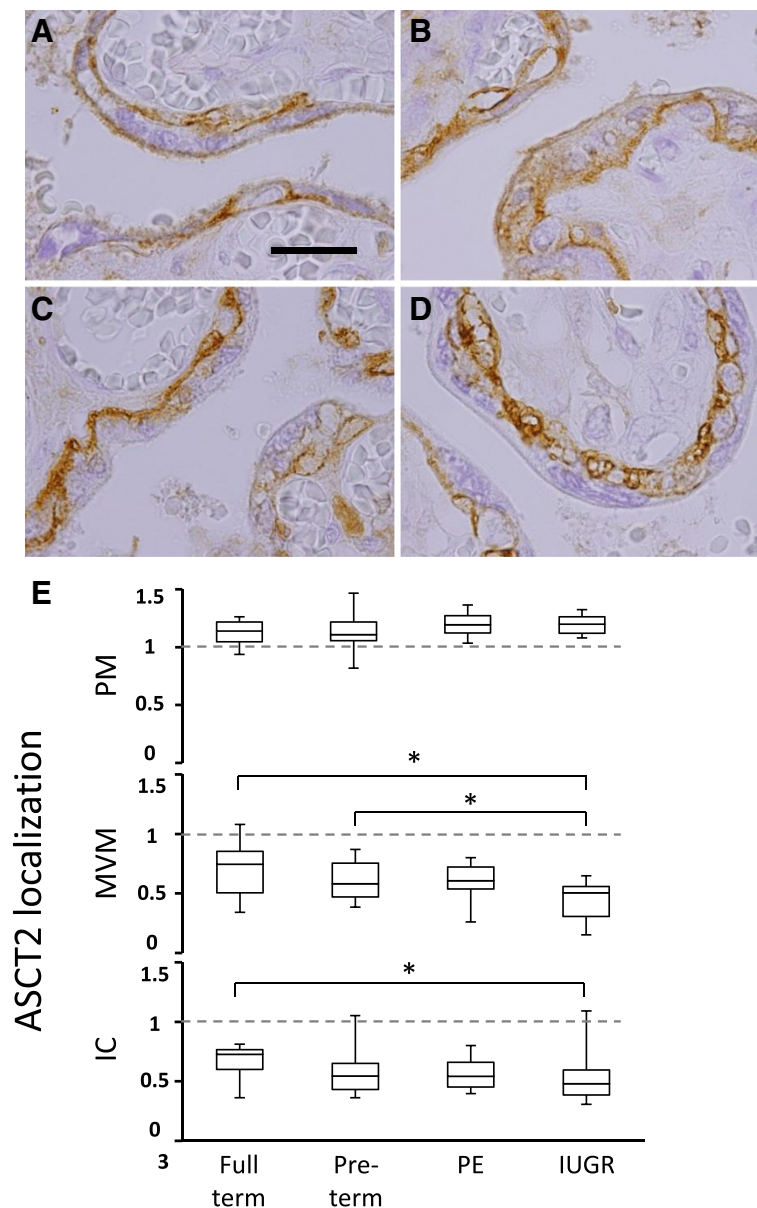 A
B
C
D
E
1.5
1
0.5
0
PM
*
*
1.5
1
0.5
0
MVM
*
1.5
1
0.5
0
IC
ASCT2 localization
3
Full
term
Pre-
term
PE
IUGR